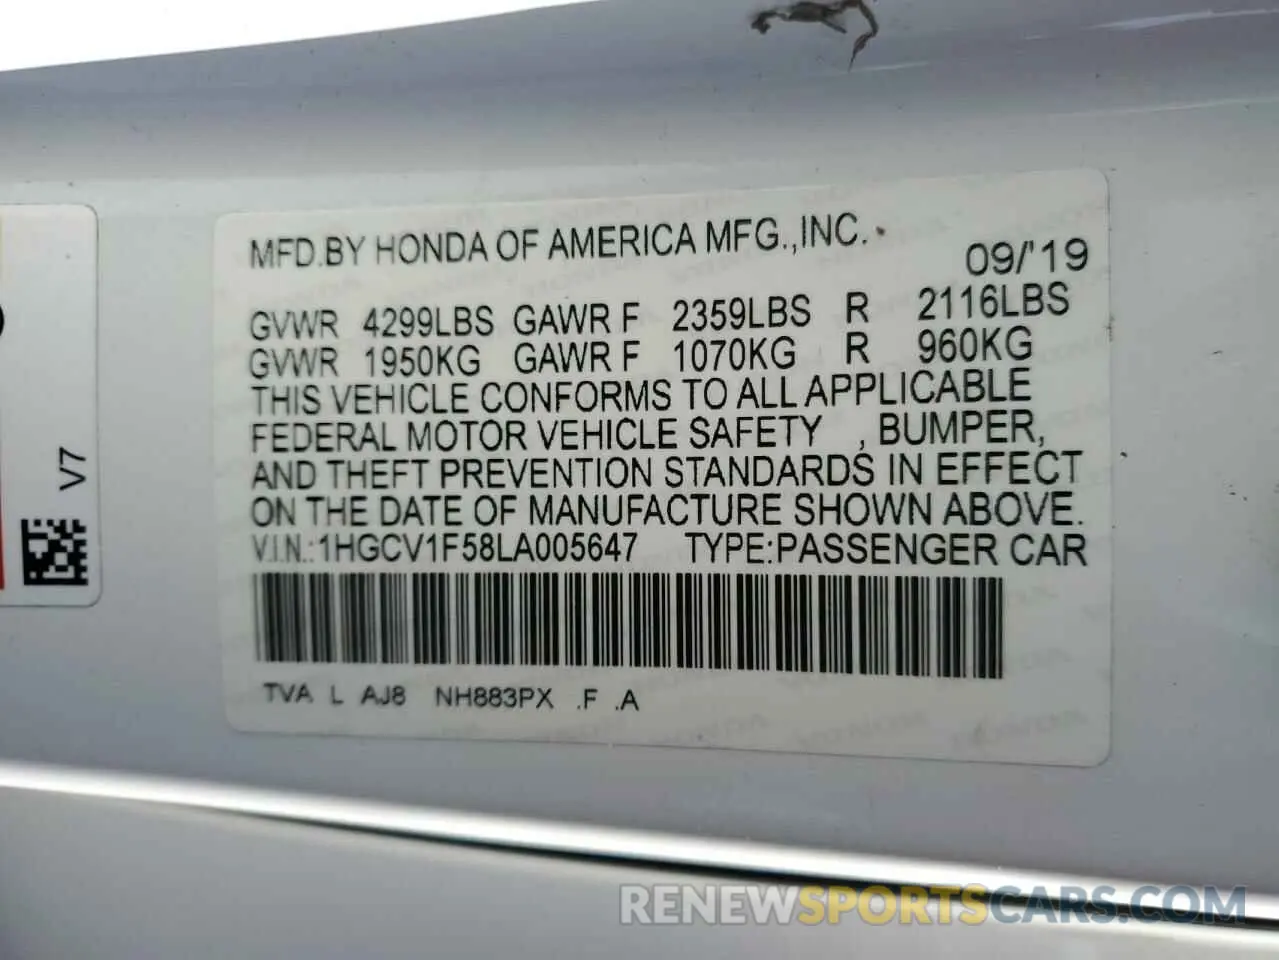 MFD.BY HONDA OF AMERICA MFG.,INC.
09/'19
GVWR 4299LBS GAWR F 2359LBS R 2116LBS
GVWR 1950KG GAWR F 1070KG R 960KG
THIS VEHICLE CONFORMS TO ALL APPLICABLE
FEDERAL MOTOR VEHICLE SAFETY , BUMPER,
AND THEFT PREVENTION STANDARDS IN EFFECT
ON THE DATE OF MANUFACTURE SHOWN ABOVE.
V.I.N.:1HGCV1F58LA005647 TYPE:PASSENGER CAR
TVA L AJ8 NH883PX .F .A
V7
RENEWSPORTSCARS.COM